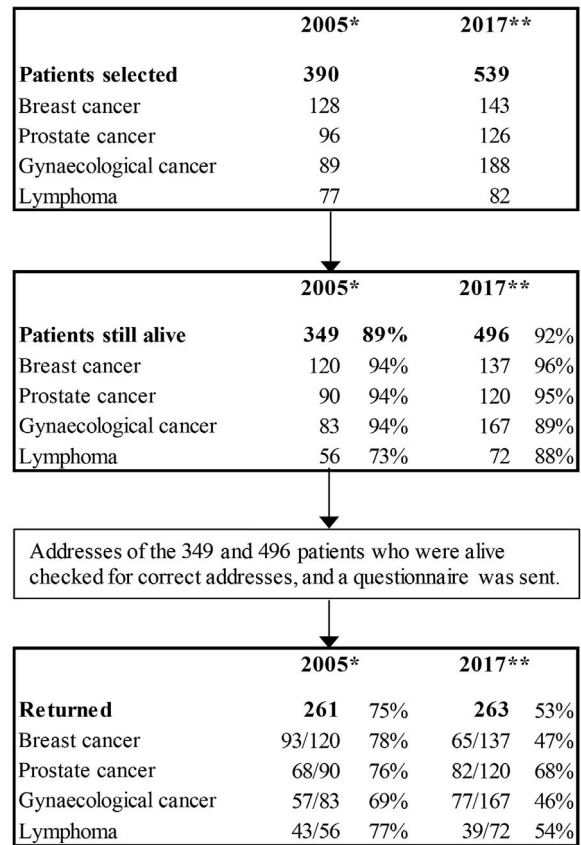 2005* 2017**
Patients selected 390 539
Breast cancer 128 143
Prostate cancer 96 126
Gynaecological cancer 89 188
Lymphoma 77 82
2005* 2017**
Patients still alive 349 89% 496 92%
Breast cancer 120 94% 137 96%
Prostate cancer 90 94% 120 95%
Gynaecological cancer 83 94% 167 89%
Lymphoma 56 73% 72 88%
Addresses of the 349 and 496 patients who were alive
checked for correct addresses, and a questionnaire was sent.
2005* 2017**
Returned 261 75% 263 53%
Breast cancer 93/120 78% 65/137 47%
Prostate cancer 68/90 76% 82/120 68%
Gynaecological cancer 57/83 69% 77/167 46%
Lymphoma 43/56 77% 39/72 54%